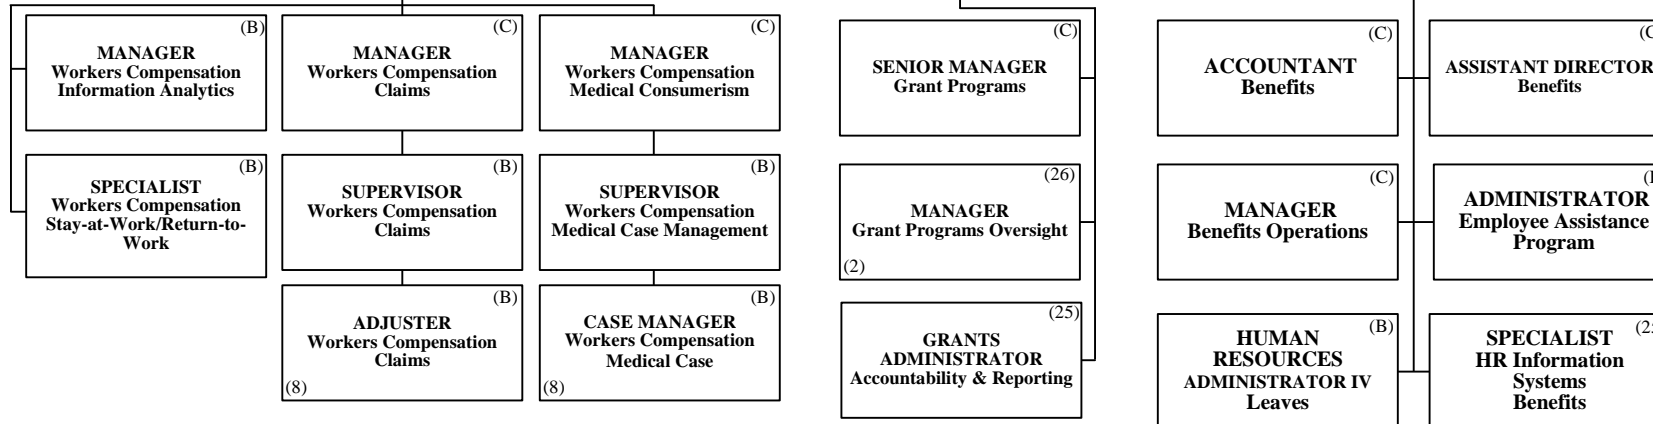 (B)
MANAGER
Workers Compensation
Information Analytics
(C)
MANAGER
Workers Compensation
Claims
(C)
MANAGER
Workers Compensation
Medical Consumerism
(C)
SENIOR MANAGER
Grant Programs
(C)
ACCOUNTANT
Benefits
ASSISTANT DIRECTOR
Benefits
(B)
SPECIALIST
Workers Compensation
Stay-at-Work/Return-to-
Work
(B)
SUPERVISOR
Workers Compensation
Claims
(B)
SUPERVISOR
Workers Compensation
Medical Case Management
(26)
MANAGER
Grant Programs Oversight
(2)
(C)
MANAGER
Benefits Operations
ADMINISTRATOR
Employee Assistance
Program
(B)
ADJUSTER
Workers Compensation
Claims
(8)
(B)
CASE MANAGER
Workers Compensation
Medical Case
(8)
(25)
GRANTS
ADMINISTRATOR
Accountability & Reporting
(B)
HUMAN
RESOURCES
ADMINISTRATOR IV
Leaves
SPECIALIST
HR Information
Systems
Benefits